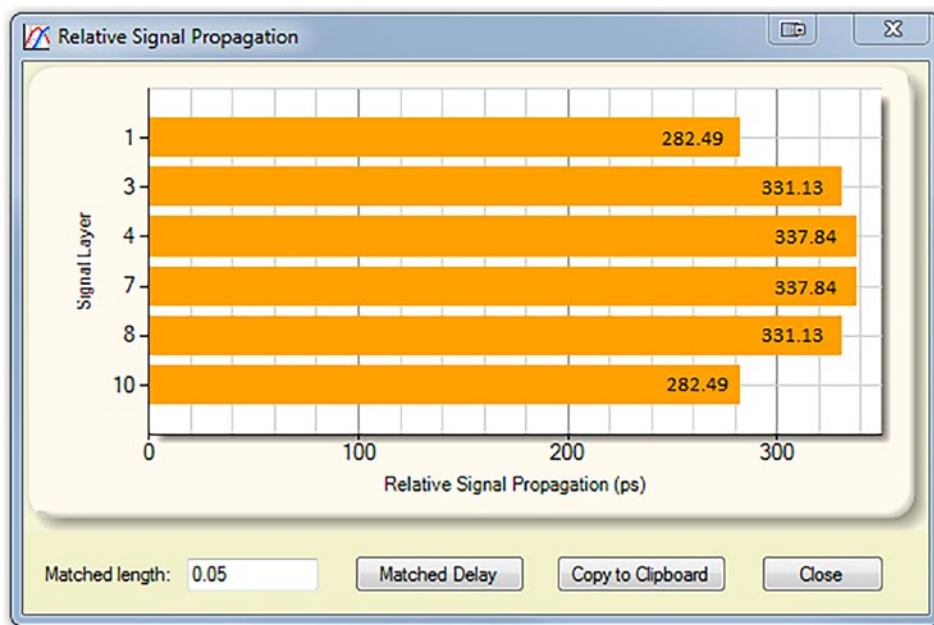 Relative Signal Propagation
Signal Layer
1
282.49
3
331.13
4
337.84
7
337.84
8
331.13
10
282.49
0 100 200 300
Relative Signal Propagation (ps)
Matched length: 0.05 Matched Delay Copy to Clipboard Close